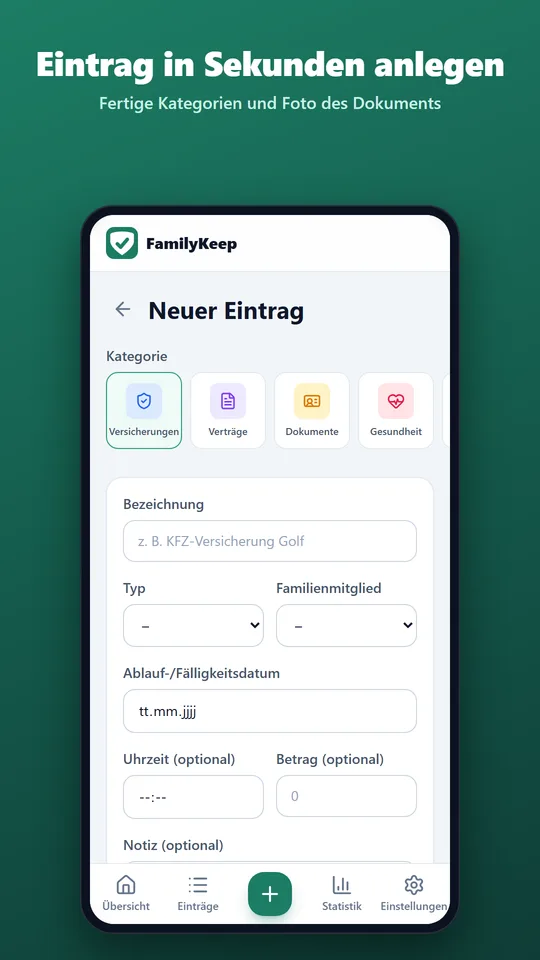 Eintrag in Sekunden anlegen
Fertige Kategorien und Foto des Dokuments
FamilyKeep
Neuer Eintrag
Kategorie
Versicherungen Verträge Dokumente Gesundheit
Bezeichnung
z. B. KFZ-Versicherung Golf
Typ Familienmitglied
– –
Ablauf-/Fälligkeitsdatum
tt.mm.jjjj
Uhrzeit (optional) Betrag (optional)
--:-- 0
Notiz (optional)
Übersicht Einträge Statistik Einstellungen